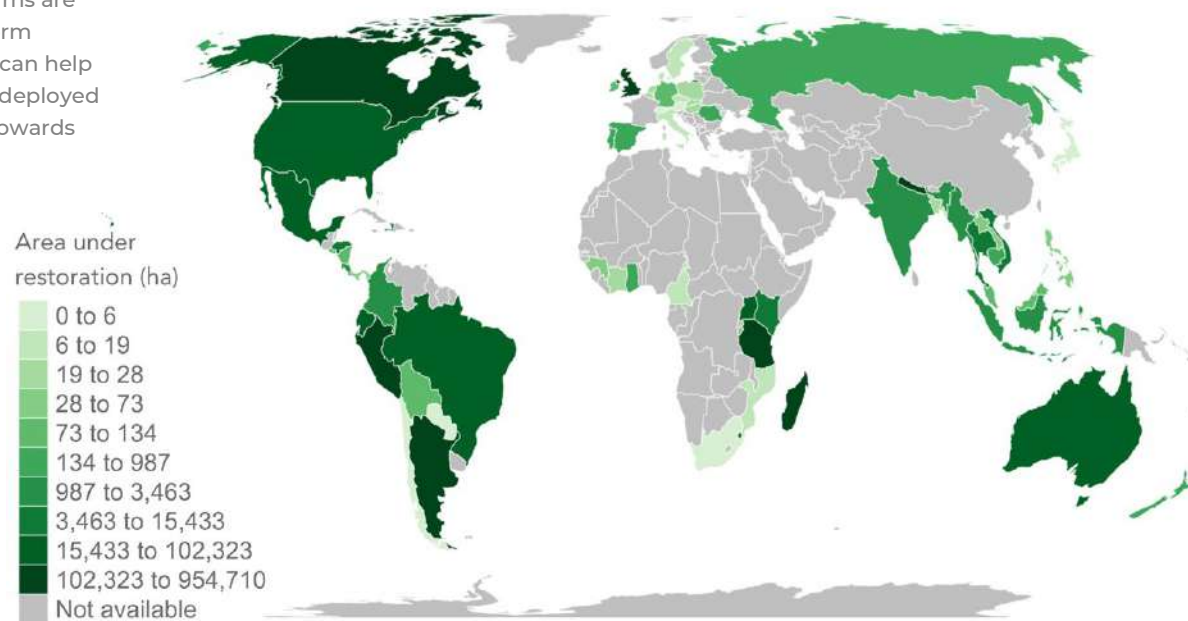 rm
can help
deployed
owards
Area under
restoration (ha)
0 to 6
6 to 19
19 to 28
28 to 73
73 to 134
134 to 987
987 to 3,463
3,463 to 15,433
15,433 to 102,323
102,323 to 954,710
Not available